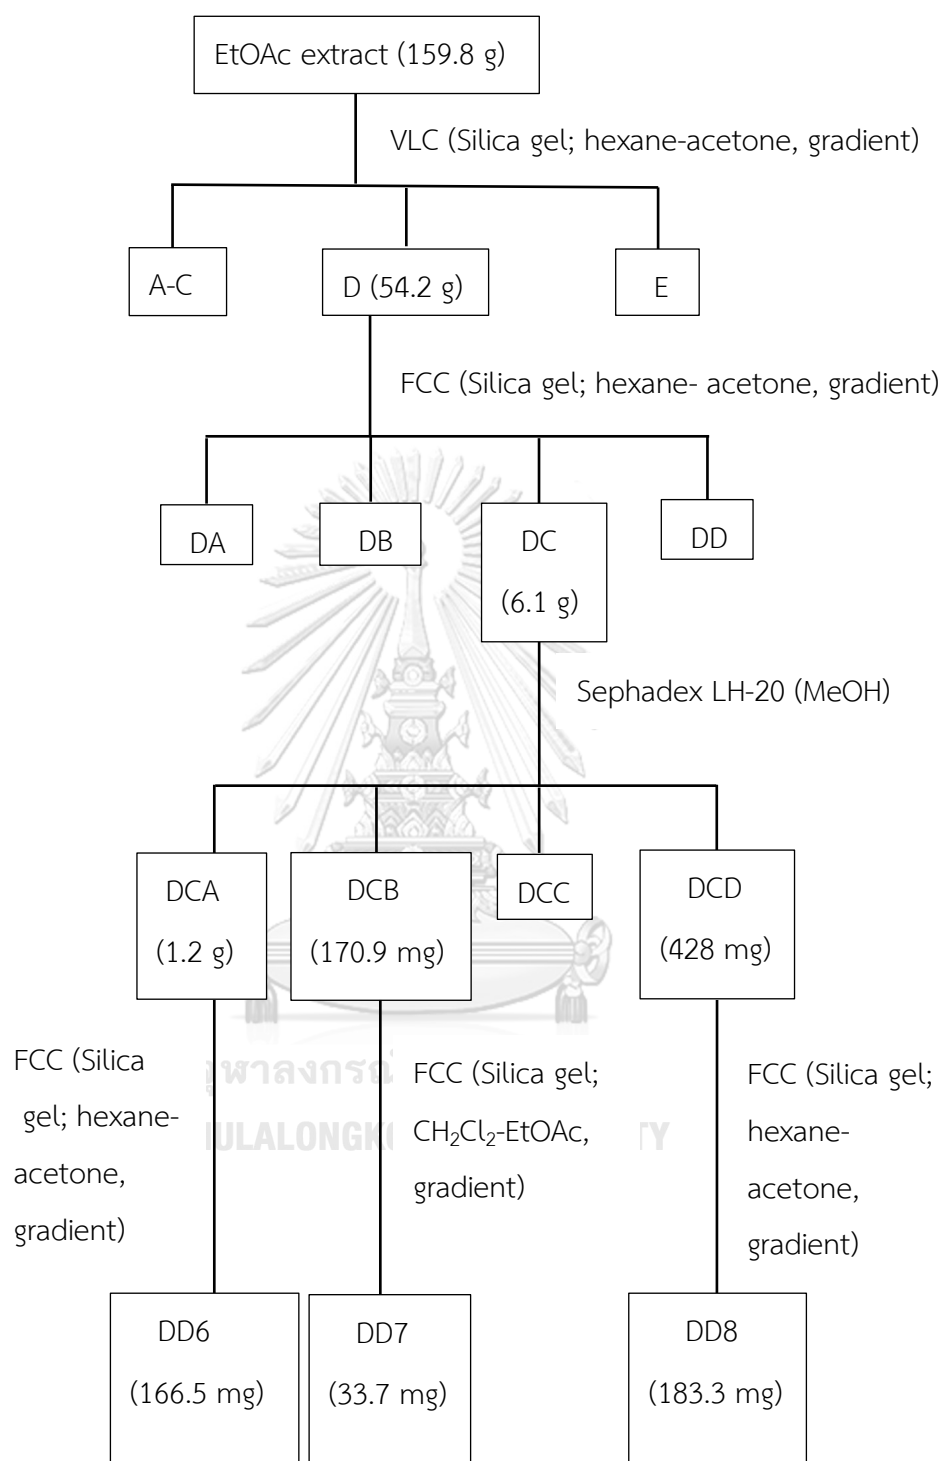 EtOAc extract (159.8 g)
VLC (Silica gel; hexane-acetone, gradient)
A-C
D (54.2 g)
E
FCC (Silica gel; hexane- acetone, gradient)
DA
DB
DC
(6.1 g)
DD
Sephadex LH-20 (MeOH)
DCA
(1.2 g)
DCB
(170.9 mg)
DCC
DCD
(428 mg)
FCC (Silica
gel; hexane-
acetone,
gradient)
FCC (Silica gel;
CH₂Cl₂-EtOAc,
gradient)
FCC (Silica gel;
hexane-
acetone,
gradient)
DD6
(166.5 mg)
DD7
(33.7 mg)
DD8
(183.3 mg)